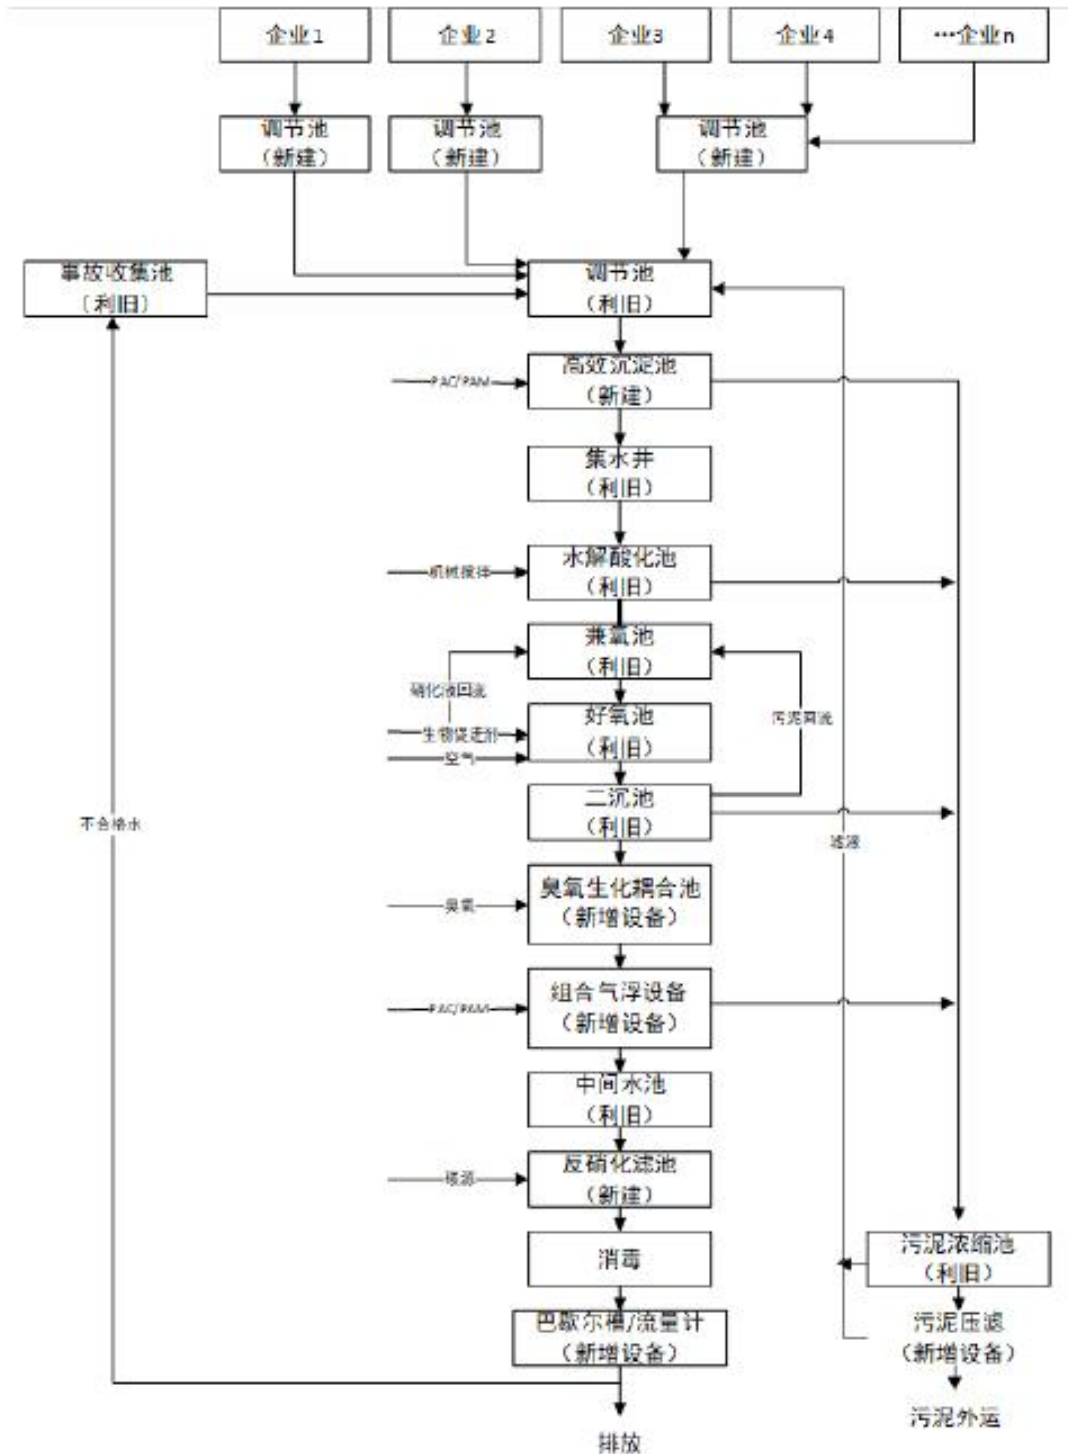 企业1
企业2
企业3
企业4
…企业n
调节池
（新建）
调节池
（新建）
调节池
（新建）
事故收集池
（利旧）
调节池
（利旧）
PAC/PAM
高效沉淀池
（新建）
集水井
（利旧）
机械搅拌
水解酸化池
（利旧）
兼氧池
（利旧）
硝化液回流
污泥回流
生物促进剂
空气
好氧池
（利旧）
二沉池
（利旧）
不合格水
滤液
臭氧
臭氧生化耦合池
（新增设备）
PAC/PAM
组合气浮设备
（新增设备）
中间水池
（利旧）
碳源
反硝化滤池
（新建）
消毒
污泥浓缩池
（利旧）
巴歇尔槽/流量计
（新增设备）
污泥压滤
（新增设备）
排放
污泥外运